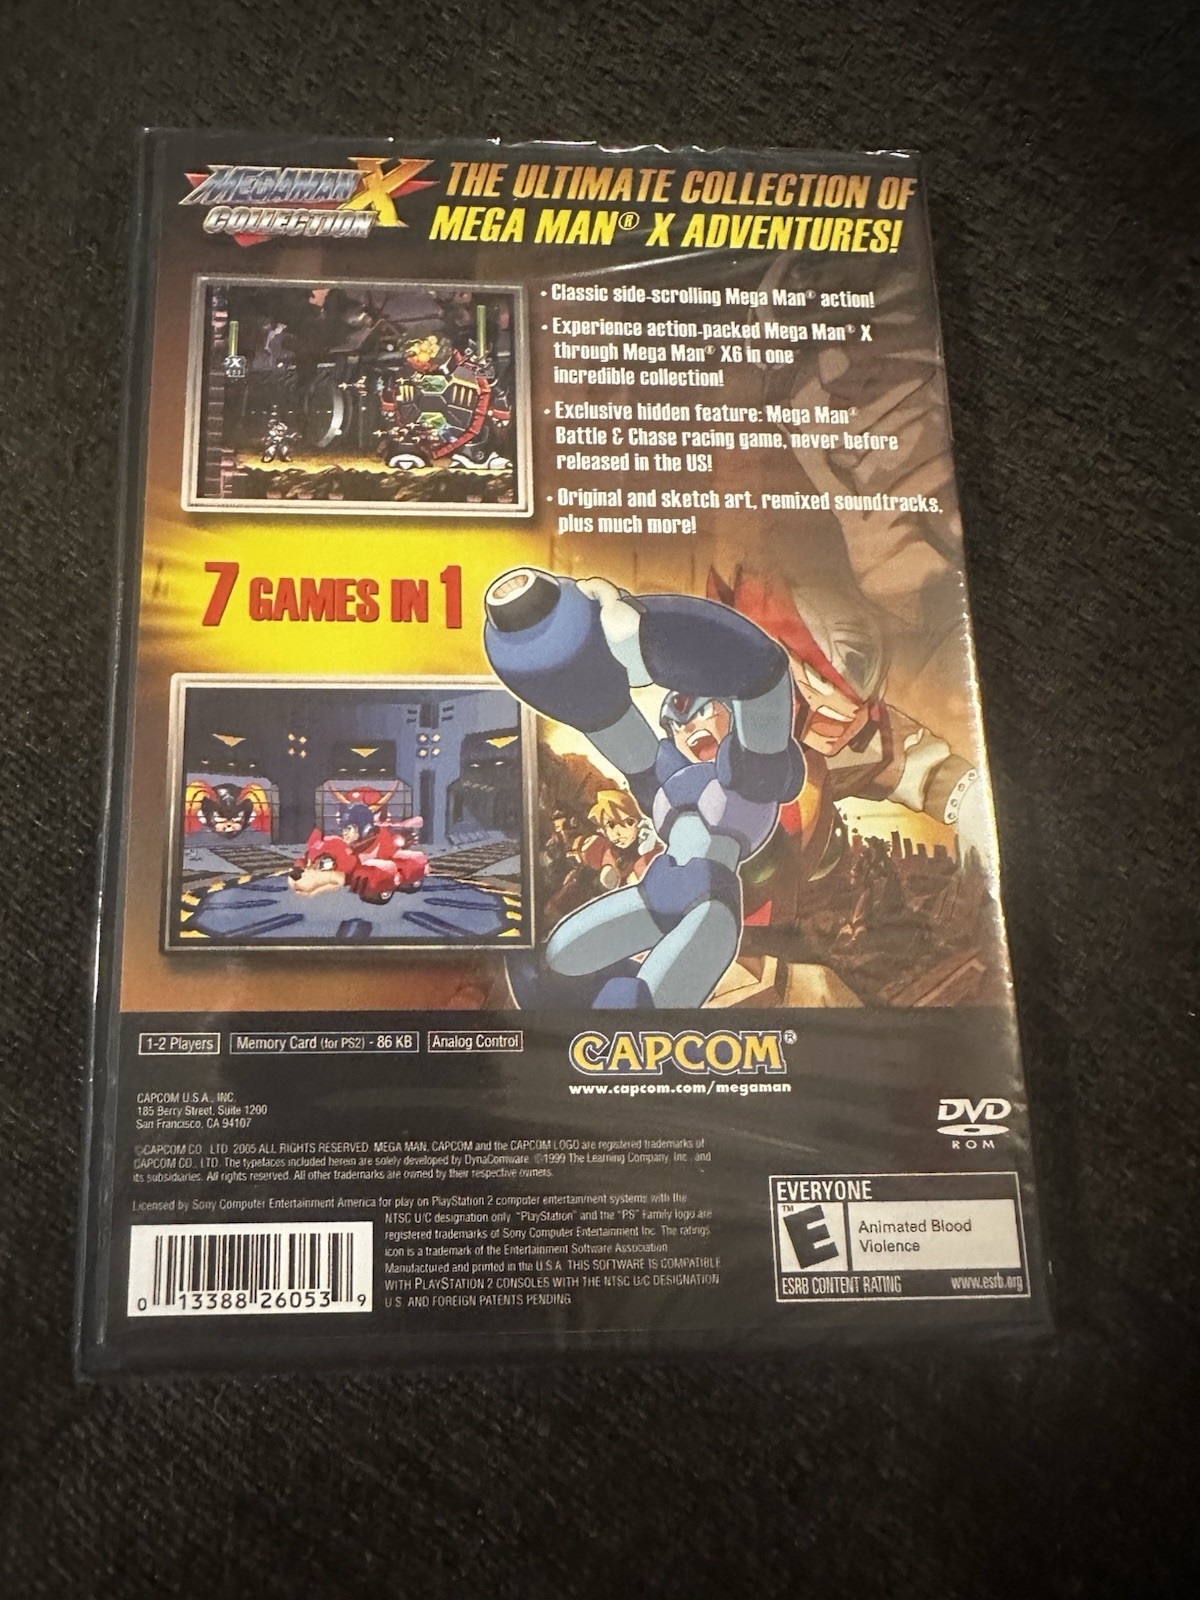 MEGAMAN X
COLLECTION
THE ULTIMATE COLLECTION OF
MEGA MAN® X ADVENTURES!
• Classic side-scrolling Mega Man® action!
• Experience action-packed Mega Man® X
through Mega Man® X6 in one
incredible collection!
• Exclusive hidden feature: Mega Man®
Battle & Chase racing game, never before
released in the US!
• Original and sketch art, remixed soundtracks,
plus much more!
7 GAMES IN 1
1-2 Players
Memory Card (for PS2) - 86 KB
Analog Control
CAPCOM®
www.capcom.com/megaman
CAPCOM U.S.A., INC.
185 Berry Street, Suite 1200
San Francisco, CA 94107
DVD
ROM
©CAPCOM CO., LTD. 2005 ALL RIGHTS RESERVED. MEGA MAN, CAPCOM and the CAPCOM LOGO are registered trademarks of
CAPCOM CO., LTD. The typefaces included herein are solely developed by DynaComware. ©1999 The Learning Company, Inc. and
its subsidiaries. All rights reserved. All other trademarks are owned by their respective owners.
Licensed by Sony Computer Entertainment America for play on PlayStation 2 computer entertainment systems with the
NTSC U/C designation only. "PlayStation" and the "PS" Family logo are
registered trademarks of Sony Computer Entertainment Inc. The ratings
icon is a trademark of the Entertainment Software Association.
Manufactured and printed in the U.S.A. THIS SOFTWARE IS COMPATIBLE
WITH PLAYSTATION 2 CONSOLES WITH THE NTSC U/C DESIGNATION
U.S. AND FOREIGN PATENTS PENDING
0 13388 26053 9
EVERYONE
E
TM
Animated Blood
Violence
ESRB CONTENT RATING
www.esrb.org